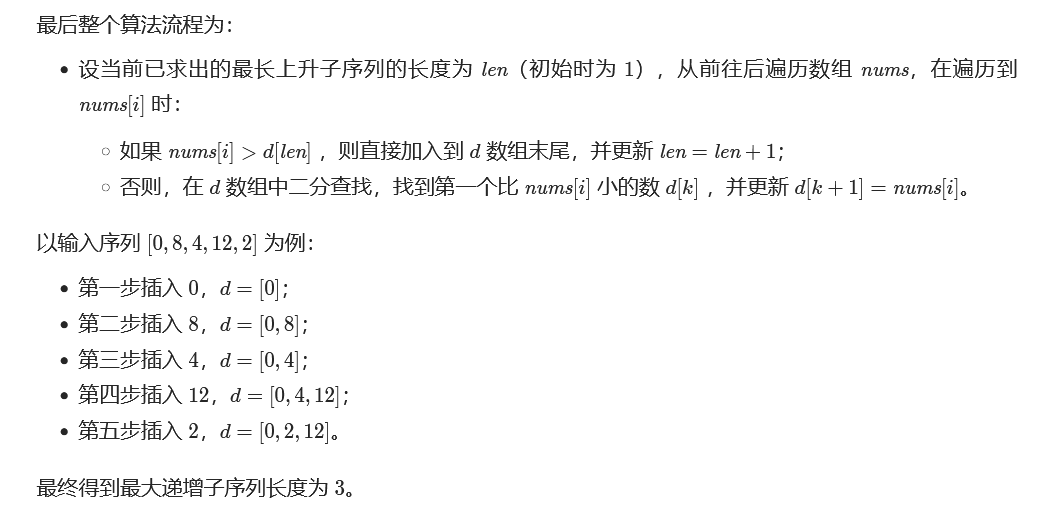 最后整个算法流程为：
• 设当前已求出的最长上升子序列的长度为 len（初始时为 1），从前往后遍历数组 nums，在遍历到
nums[i] 时：
○ 如果 nums[i] > d[len] ，则直接加入到 d 数组末尾，并更新 len = len + 1；
○ 否则，在 d 数组中二分查找，找到第一个比 nums[i] 小的数 d[k] ，并更新 d[k + 1] = nums[i]。
以输入序列 [0, 8, 4, 12, 2] 为例：
• 第一步插入 0，d = [0]；
• 第二步插入 8，d = [0, 8]；
• 第三步插入 4，d = [0, 4]；
• 第四步插入 12，d = [0, 4, 12]；
• 第五步插入 2，d = [0, 2, 12]。
最终得到最大递增子序列长度为 3。